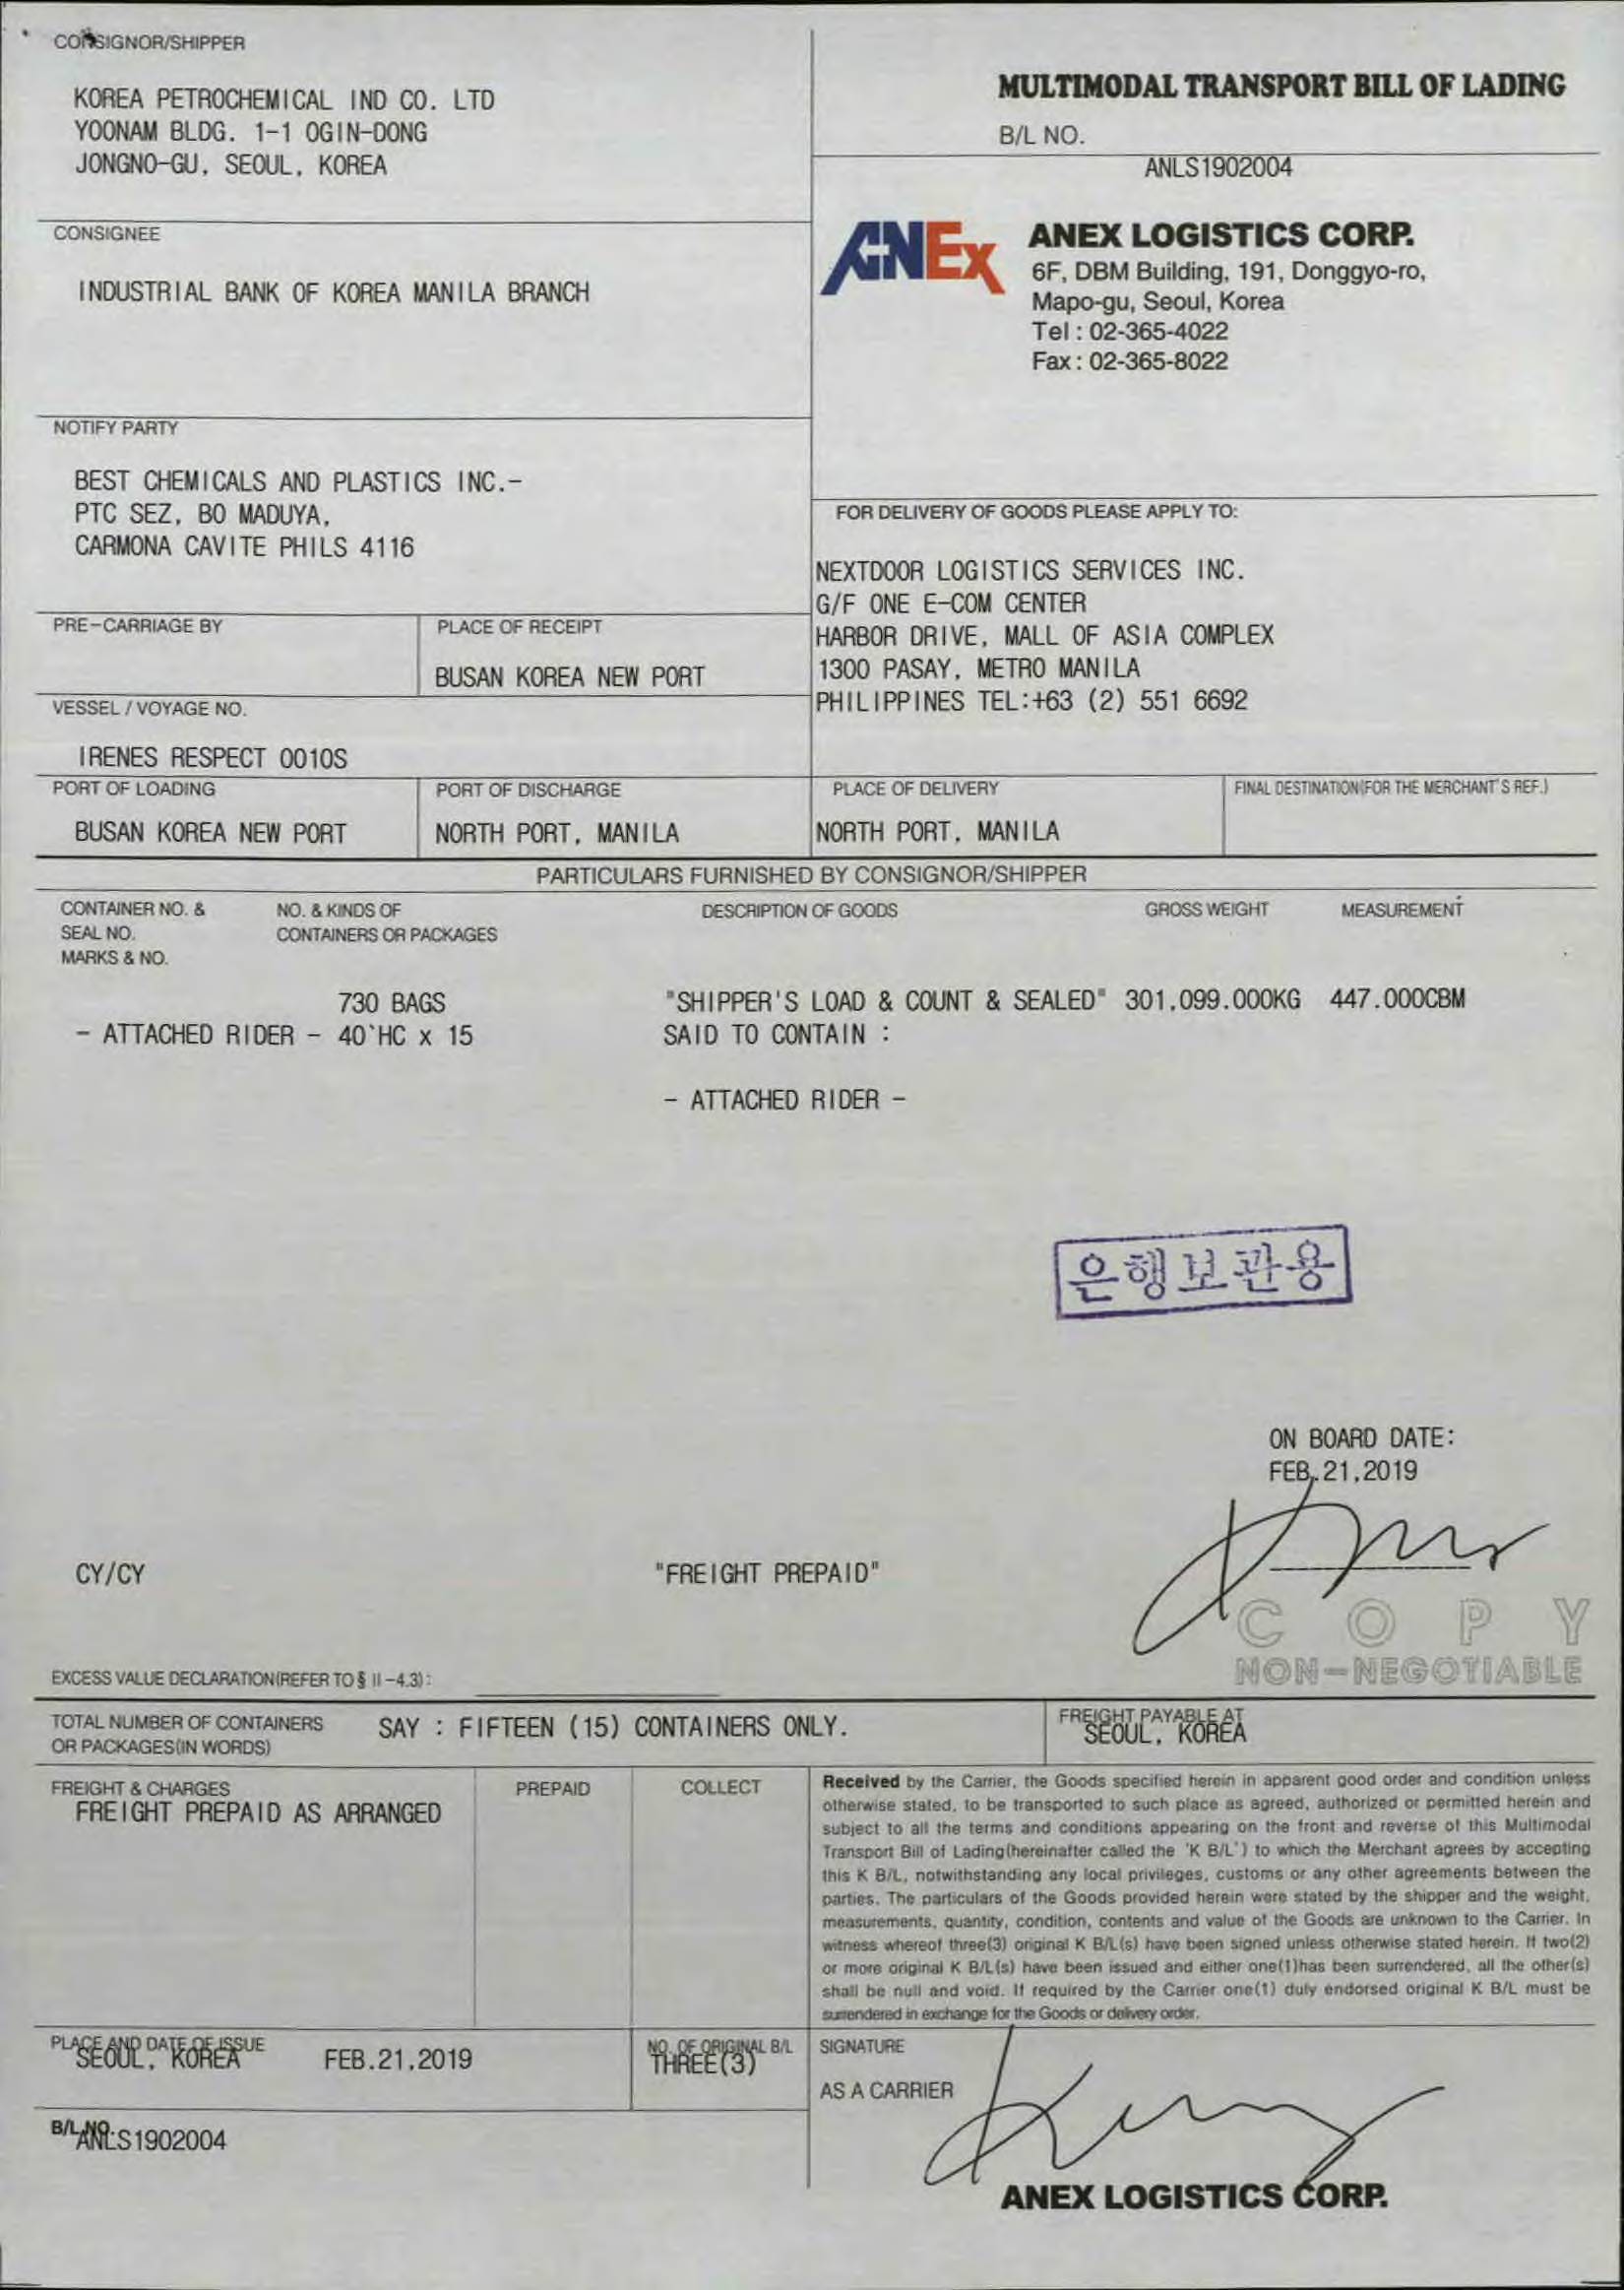 CONSIGNOR/SHIPPER
KOREA PETROCHEMICAL IND CO. LTD
YOONAM BLDG. 1-1 OGIN-DONG
JONGNO-GU, SEOUL, KOREA
MULTIMODAL TRANSPORT BILL OF LADING
B/L NO.
ANLS1902004
CONSIGNEE
INDUSTRIAL BANK OF KOREA MANILA BRANCH
ANEX
ANEX LOGISTICS CORP.
6F, DBM Building, 191, Donggyo-ro,
Mapo-gu, Seoul, Korea
Tel : 02-365-4022
Fax : 02-365-8022
NOTIFY PARTY
BEST CHEMICALS AND PLASTICS INC.-
PTC SEZ, BO MADUYA,
CARMONA CAVITE PHILS 4116
FOR DELIVERY OF GOODS PLEASE APPLY TO:
NEXTDOOR LOGISTICS SERVICES INC.
G/F ONE E-COM CENTER
HARBOR DRIVE, MALL OF ASIA COMPLEX
1300 PASAY, METRO MANILA
PHILIPPINES TEL:+63 (2) 551 6692
PRE-CARRIAGE BY
PLACE OF RECEIPT
BUSAN KOREA NEW PORT
VESSEL / VOYAGE NO.
IRENES RESPECT 0010S
PORT OF LOADING
BUSAN KOREA NEW PORT
PORT OF DISCHARGE
NORTH PORT, MANILA
PLACE OF DELIVERY
NORTH PORT, MANILA
FINAL DESTINATION(FOR THE MERCHANT'S REF.)
PARTICULARS FURNISHED BY CONSIGNOR/SHIPPER
CONTAINER NO. &
SEAL NO.
MARKS & NO.
NO. & KINDS OF
CONTAINERS OR PACKAGES
DESCRIPTION OF GOODS
GROSS WEIGHT
MEASUREMENT
730 BAGS
"SHIPPER'S LOAD & COUNT & SEALED" 301,099.000KG 447.000CBM
- ATTACHED RIDER - 40`HC x 15
SAID TO CONTAIN :
- ATTACHED RIDER -
은행보관용
ON BOARD DATE:
FEB.21,2019
CY/CY
"FREIGHT PREPAID"
COPY
NON-NEGOTIABLE
EXCESS VALUE DECLARATION(REFER TO § II -4.3) :
TOTAL NUMBER OF CONTAINERS
OR PACKAGES(IN WORDS)
SAY : FIFTEEN (15) CONTAINERS ONLY.
FREIGHT PAYABLE AT
SEOUL, KOREA
FREIGHT & CHARGES
FREIGHT PREPAID AS ARRANGED
PREPAID
COLLECT
Received by the Carrier, the Goods specified herein in apparent good order and condition unless
otherwise stated, to be transported to such place as agreed, authorized or permitted herein and
subject to all the terms and conditions appearing on the front and reverse of this Multimodal
Transport Bill of Lading(hereinafter called the 'K B/L') to which the Merchant agrees by accepting
this K B/L, notwithstanding any local privileges, customs or any other agreements between the
parties. The particulars of the Goods provided herein were stated by the shipper and the weight,
measurements, quantity, condition, contents and value of the Goods are unknown to the Carrier. In
witness whereof three(3) original K B/L(s) have been signed unless otherwise stated herein. If two(2)
or more original K B/L(s) have been issued and either one(1)has been surrendered, all the other(s)
shall be null and void. If required by the Carrier one(1) duly endorsed original K B/L must be
surrendered in exchange for the Goods or delivery order.
PLACE AND DATE OF ISSUE
SEOUL, KOREA FEB.21,2019
NO. OF ORIGINAL B/L
THREE(3)
SIGNATURE
AS A CARRIER
B/L NO.
ANLS1902004
ANEX LOGISTICS CORP.